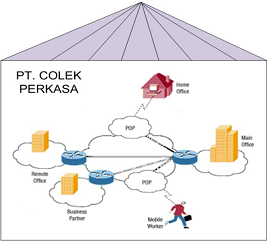 PT. COLEK
PERKASA
Home
Office
POP
Main
Office
Remote
Office
POP
Business
Partner
Mobile
Worker